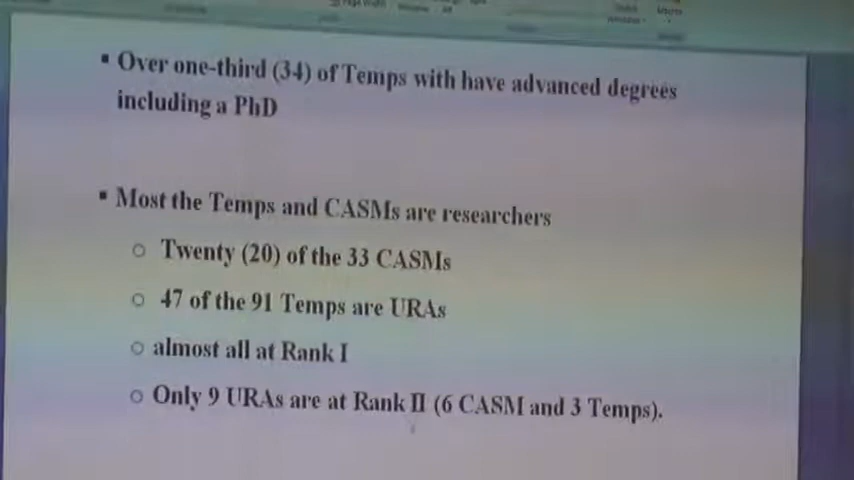 ▪ Over one-third (34) of Temps with have advanced degrees
including a PhD
▪ Most the Temps and CASMs are researchers
○ Twenty (20) of the 33 CASMs
○ 47 of the 91 Temps are URAs
○ almost all at Rank I
○ Only 9 URAs are at Rank II (6 CASM and 3 Temps).